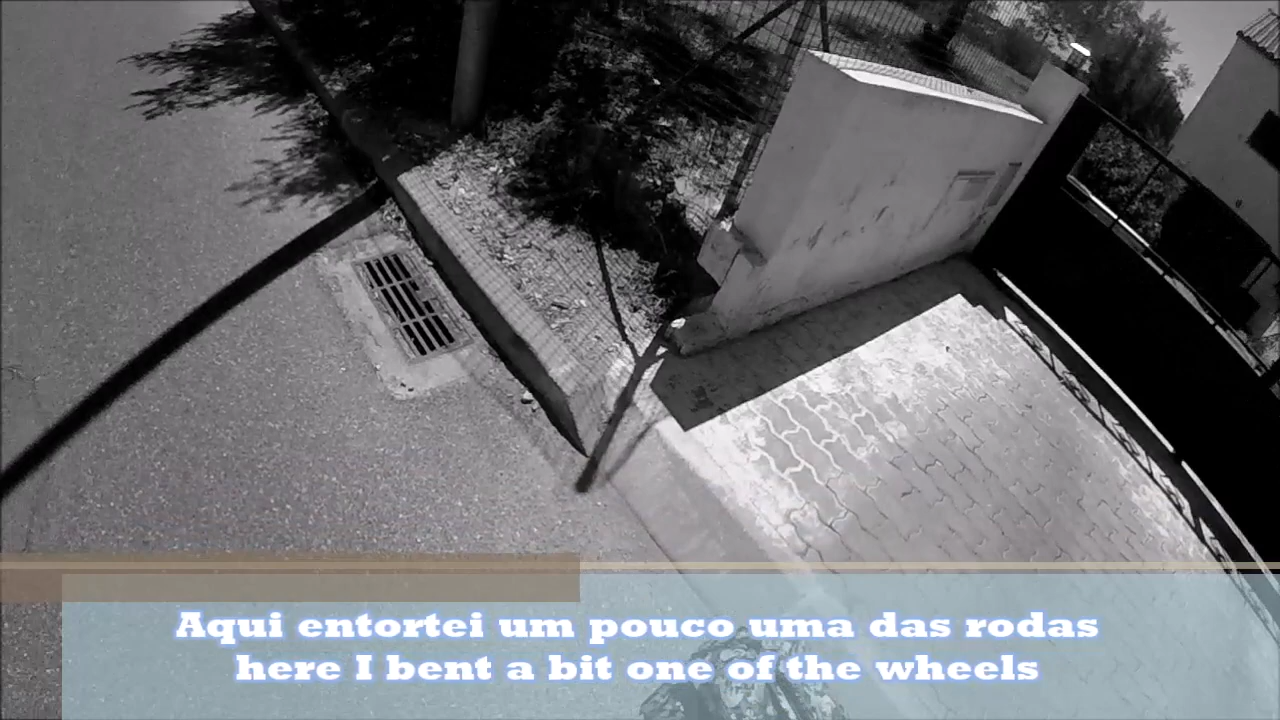 Aqui entortei um pouco uma das rodas
here I bent a bit one of the wheels